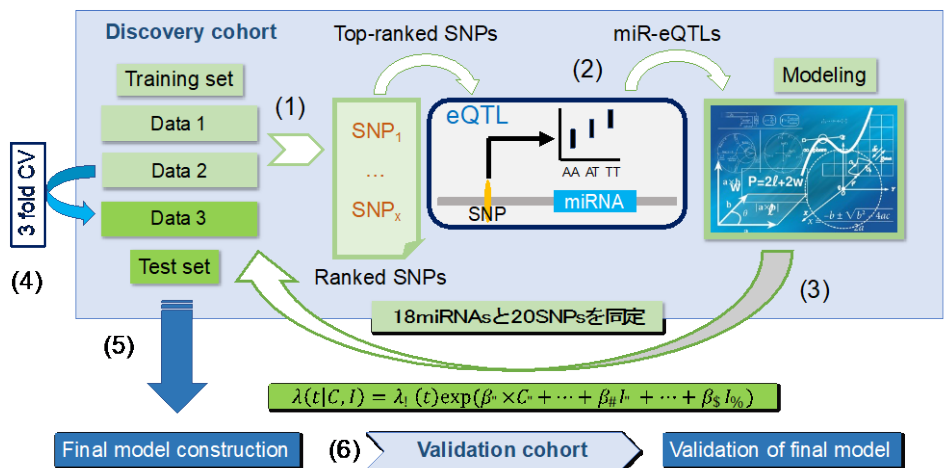 Discovery cohort
Training set
Data 1
Data 2
Data 3
Test set
3 fold CV
(4)
(1)
Top-ranked SNPs
SNP1
...
SNPx
Ranked SNPs
eQTL
SNP
AA AT TT
miRNA
(2)
miR-eQTLs
Modeling
P=2ℓ+2w
(3)
18miRNAsと20SNPsを同定
(5)
λ(t|C, I) = λ! (t)exp(β" × C" + ⋯ + β# I" + ⋯ + β$ I%)
Final model construction
(6)
Validation cohort
Validation of final model